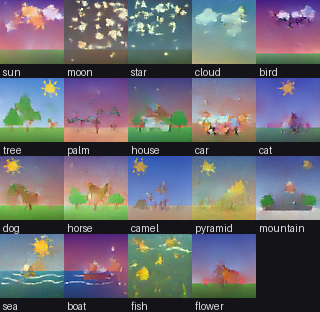 sun moon star cloud bird
tree palm house car cat
dog horse camel pyramid mountain
sea boat fish flower